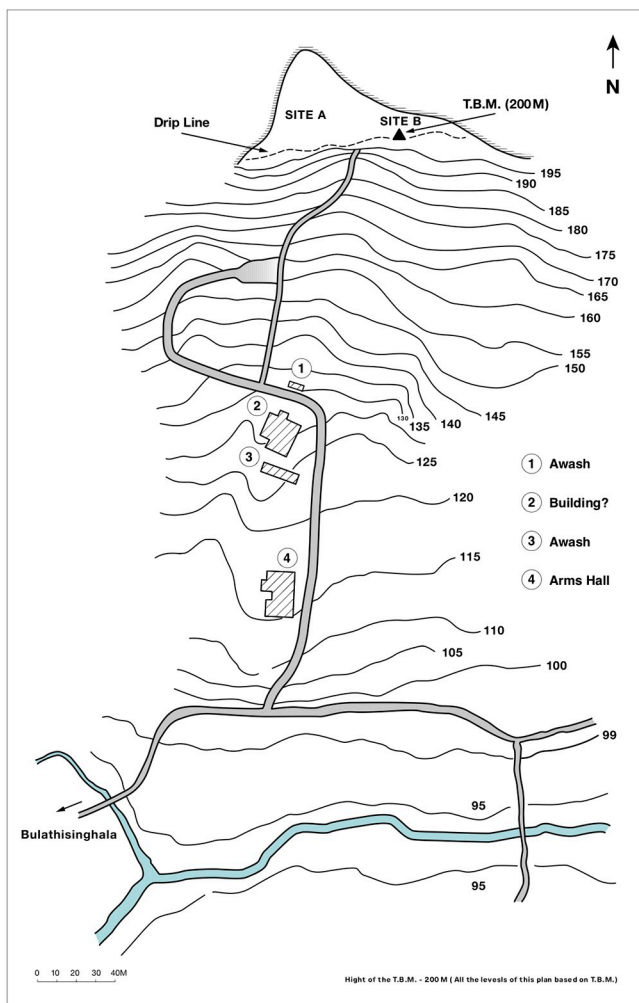 N
T.B.M. (200 M)
SITE A
SITE B
Drip Line
195
190
185
180
175
170
165
160
155
150
145
140
135
130
125
120
115
110
105
100
99
95
95
1
2
3
4
1 Awash
2 Building?
3 Awash
4 Arms Hall
Bulathisinghala
0 10 20 30 40M
Hight of the T.B.M. - 200 M ( All the levesls of this plan based on T.B.M.)